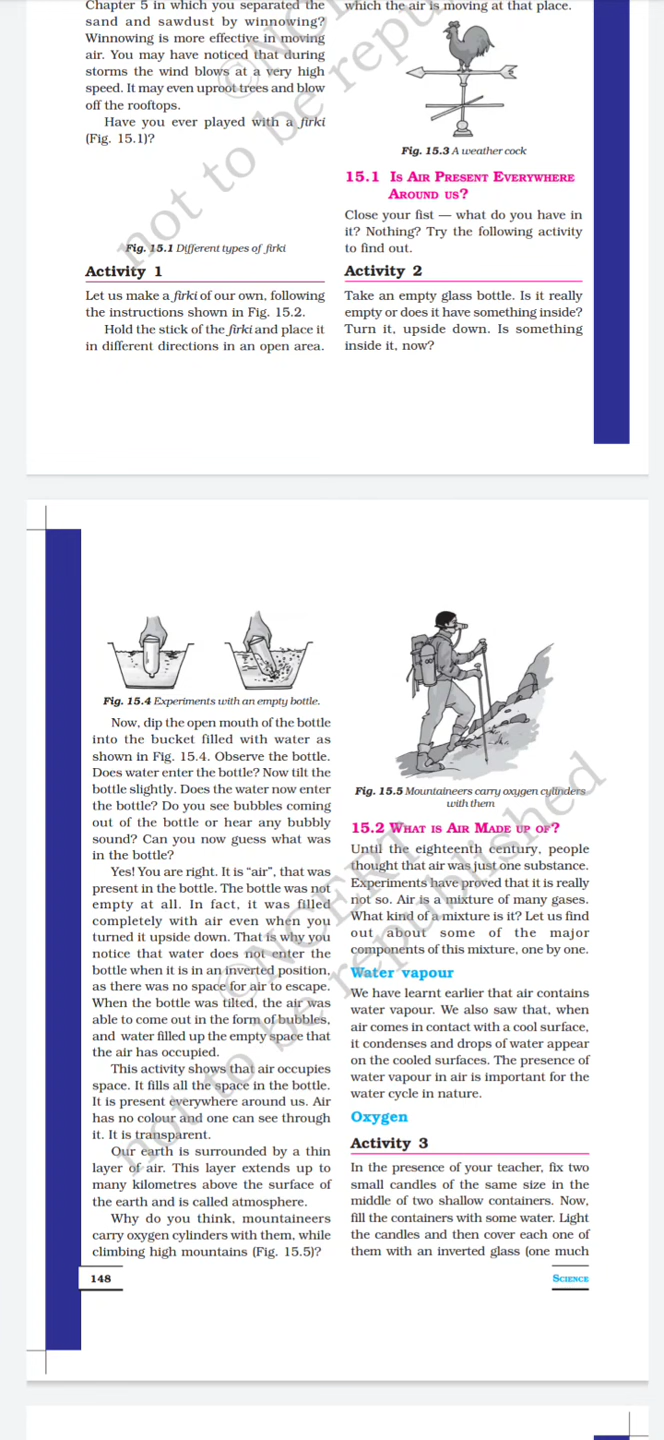 Chapter 5 in which you separated the
sand and sawdust by winnowing?
Winnowing is more effective in moving
air. You may have noticed that during
storms the wind blows at a very high
speed. It may even uproot trees and blow
off the rooftops.
Have you ever played with a firki
(Fig. 15.1)?
Fig. 15.1 Different types of firki
Activity 1
Let us make a firki of our own, following
the instructions shown in Fig. 15.2.
Hold the stick of the firki and place it
in different directions in an open area.
which the air is moving at that place.
Fig. 15.3 A weather cock
15.1 IS AIR PRESENT EVERYWHERE
AROUND US?
Close your fist — what do you have in
it? Nothing? Try the following activity
to find out.
Activity 2
Take an empty glass bottle. Is it really
empty or does it have something inside?
Turn it, upside down. Is something
inside it, now?
Fig. 15.4 Experiments with an empty bottle.
Now, dip the open mouth of the bottle
into the bucket filled with water as
shown in Fig. 15.4. Observe the bottle.
Does water enter the bottle? Now tilt the
bottle slightly. Does the water now enter
the bottle? Do you see bubbles coming
out of the bottle or hear any bubbly
sound? Can you now guess what was
in the bottle?
Yes! You are right. It is “air”, that was
present in the bottle. The bottle was not
empty at all. In fact, it was filled
completely with air even when you
turned it upside down. That is why you
notice that water does not enter the
bottle when it is in an inverted position,
as there was no space for air to escape.
When the bottle was tilted, the air was
able to come out in the form of bubbles,
and water filled up the empty space that
the air has occupied.
This activity shows that air occupies
space. It fills all the space in the bottle.
It is present everywhere around us. Air
has no colour and one can see through
it. It is transparent.
Our earth is surrounded by a thin
layer of air. This layer extends up to
many kilometres above the surface of
the earth and is called atmosphere.
Why do you think, mountaineers
carry oxygen cylinders with them, while
climbing high mountains (Fig. 15.5)?
Fig. 15.5 Mountaineers carry oxygen cylinders
with them
15.2 WHAT IS AIR MADE UP OF?
Until the eighteenth century, people
thought that air was just one substance.
Experiments have proved that it is really
not so. Air is a mixture of many gases.
What kind of a mixture is it? Let us find
out about some of the major
components of this mixture, one by one.
Water vapour
We have learnt earlier that air contains
water vapour. We also saw that, when
air comes in contact with a cool surface,
it condenses and drops of water appear
on the cooled surfaces. The presence of
water vapour in air is important for the
water cycle in nature.
Oxygen
Activity 3
In the presence of your teacher, fix two
small candles of the same size in the
middle of two shallow containers. Now,
fill the containers with some water. Light
the candles and then cover each one of
them with an inverted glass (one much
148
SCIENCE
©NCERT
not to be republished
©NCERT
not to be repu